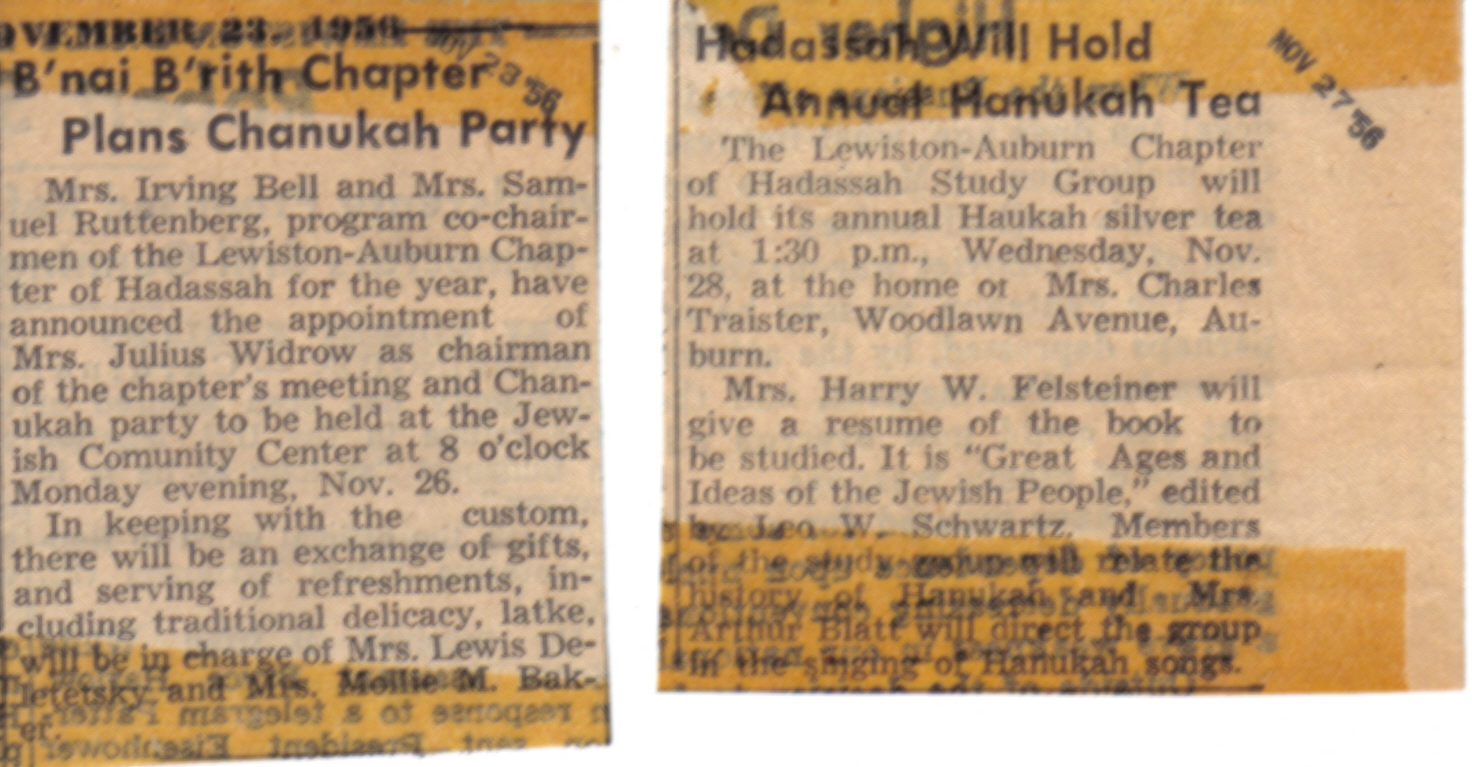 OVEMBER 23, 1956
NOV 23 '56
B'nai B'rith Chapter
Plans Chanukah Party
Mrs. Irving Bell and Mrs. Sam-
uel Ruttenberg, program co-chair-
men of the Lewiston-Auburn Chap-
ter of Hadassah for the year, have
announced the appointment of
Mrs. Julius Widrow as chairman
of the chapter's meeting and Chan-
ukah party to be held at the Jew-
ish Comunity Center at 8 o'clock
Monday evening, Nov. 26.
In keeping with the custom,
there will be an exchange of gifts,
and serving of refreshments, in-
cluding traditional delicacy, latke,
will be in charge of Mrs. Lewis De-
letetsky and Mrs. Mollie M. Bak-
er.
Hadassah Will Hold
Annual Hanukah Tea
NOV 27 '56
The Lewiston-Auburn Chapter
of Hadassah Study Group will
hold its annual Haukah silver tea
at 1:30 p.m., Wednesday, Nov.
28, at the home of Mrs. Charles
Traister, Woodlawn Avenue, Au-
burn.
Mrs. Harry W. Felsteiner will
give a resume of the book to
be studied. It is "Great Ages and
Ideas of the Jewish People," edited
by Leo W. Schwartz. Members
of the study group will relate the
history of Hanukah and Mrs.
Arthur Blatt will direct the group
in the singing of Hanukah songs.